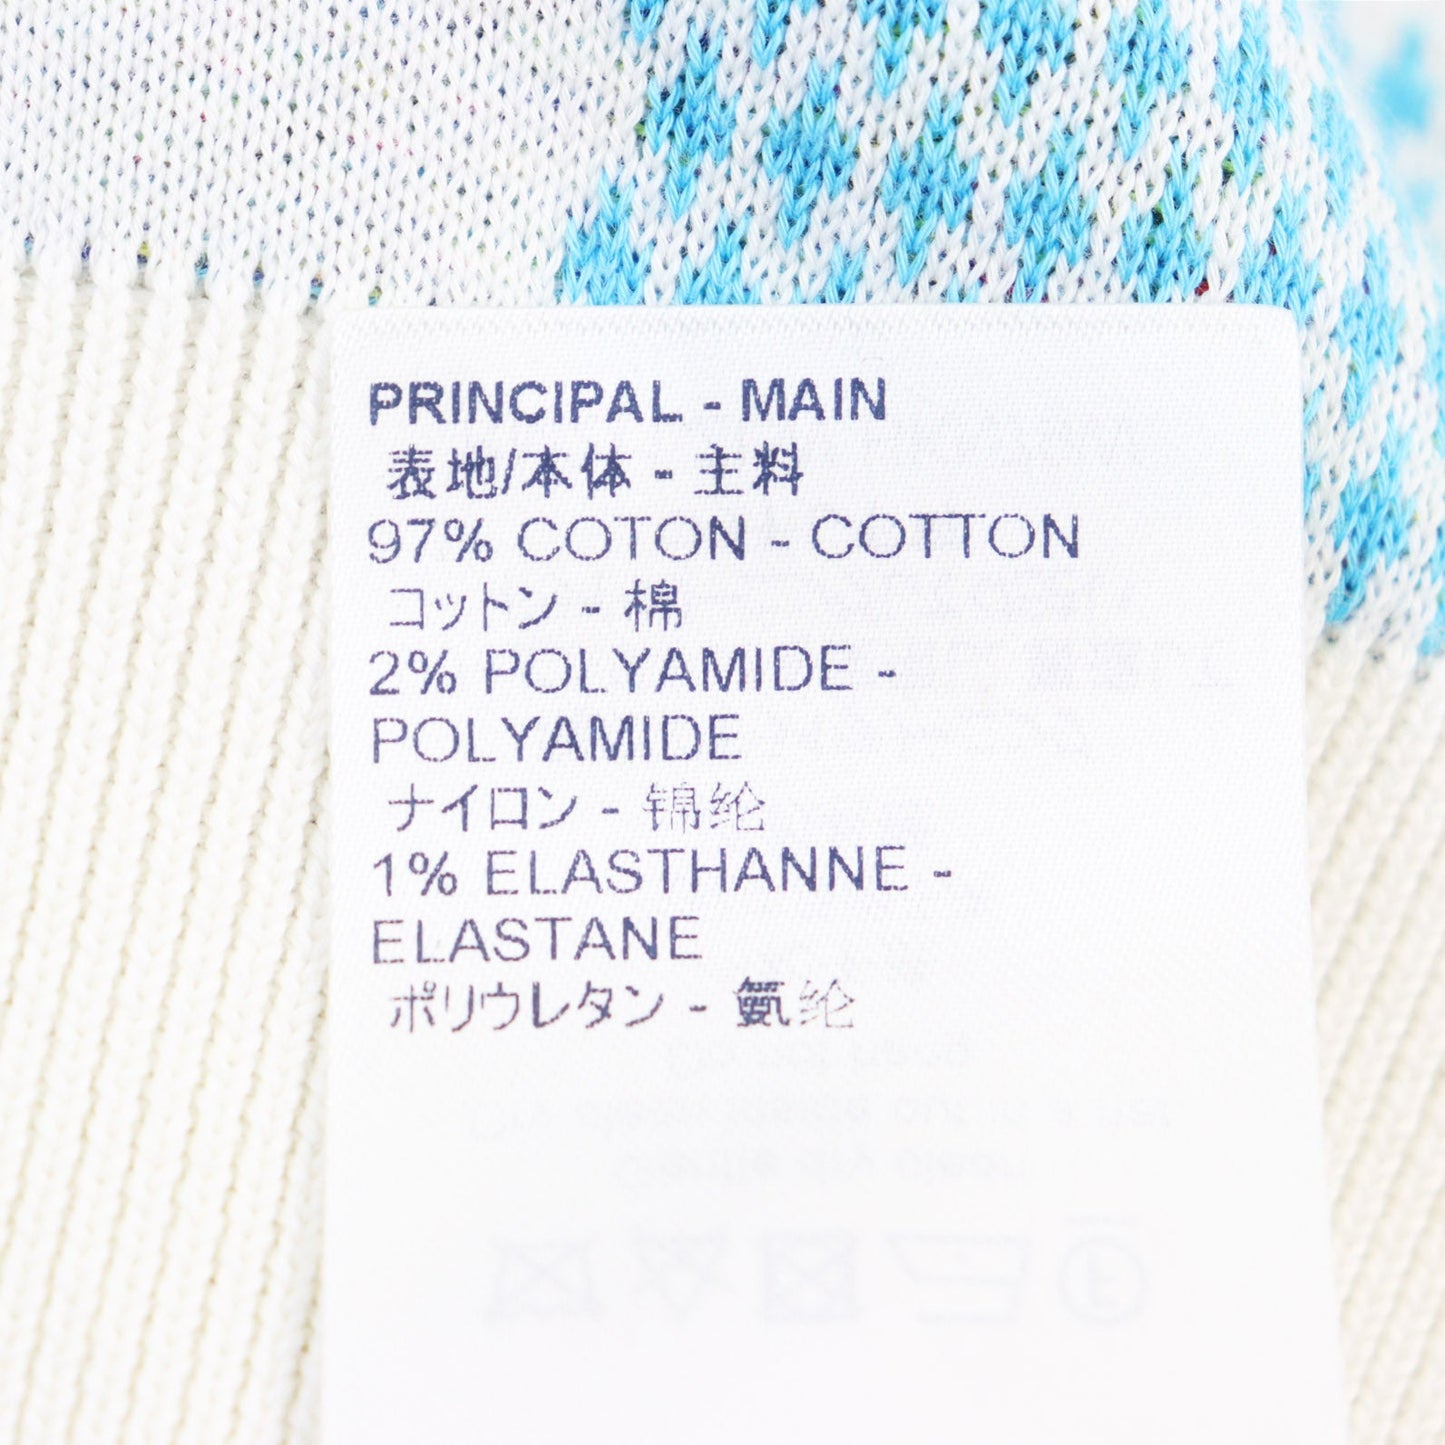 PRINCIPAL - MAIN
表地/本体 - 主料
97% COTON - COTTON
コットン - 棉
2% POLYAMIDE -
POLYAMIDE
ナイロン - 锦纶
1% ELASTHANNE -
ELASTANE
ポリウレタン - 氨纶